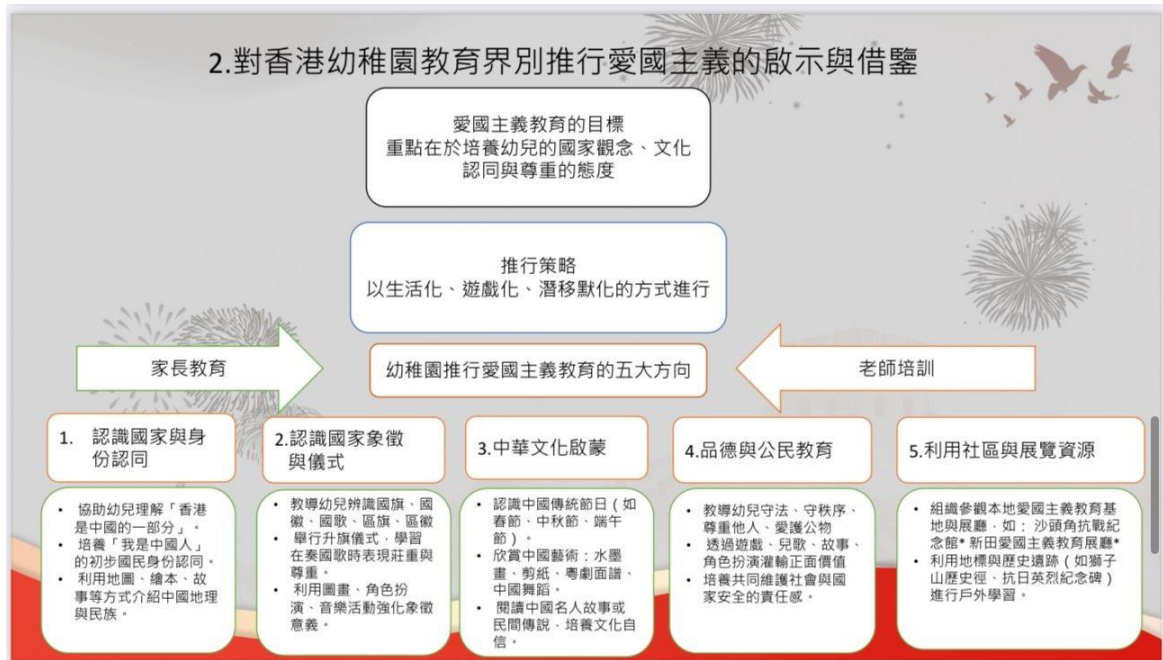 2.對香港幼稚園教育界別推行愛國主義的啟示與借鑒
愛國主義教育的目標
重點在於培養幼兒的國家觀念、文化
認同與尊重的態度
推行策略
以生活化、遊戲化、潛移默化的方式進行
家長教育
幼稚園推行愛國主義教育的五大方向
老師培訓
1. 認識國家與身
份認同
• 協助幼兒理解「香港
是中國的一部分」。
• 培養「我是中國人」
的初步國民身份認同。
• 利用地圖、繪本、故
事等方式介紹中國地理
與民族。
2.認識國家象徵
與儀式
• 教導幼兒辨識國旗、國
徽、國歌、區旗、區徽
• 舉行升旗儀式，學習
在奏國歌時表現莊重與
尊重。
• 利用圖畫、角色扮
演、音樂活動強化象徵
意義。
3.中華文化啟蒙
• 認識中國傳統節日（如
春節、中秋節、端午
節）。
• 欣賞中國藝術：水墨
畫、剪紙、粵劇面譜、
中國舞蹈。
• 閱讀中國名人故事或
民間傳說，培養文化自
信。
4.品德與公民教育
• 教導幼兒守法、守秩序、
尊重他人、愛護公物
• 透過遊戲、兒歌、故事、
角色扮演灌輸正面價值
• 培養共同維護社會與國
家安全的責任感。
5.利用社區與展覽資源
• 組織參觀本地愛國主義教育基
地與展廳，如：沙頭角抗戰紀
念館* 新田愛國主義教育展廳*
• 利用地標與歷史遺跡（如獅子
山歷史徑、抗日英烈紀念碑）
進行戶外學習。